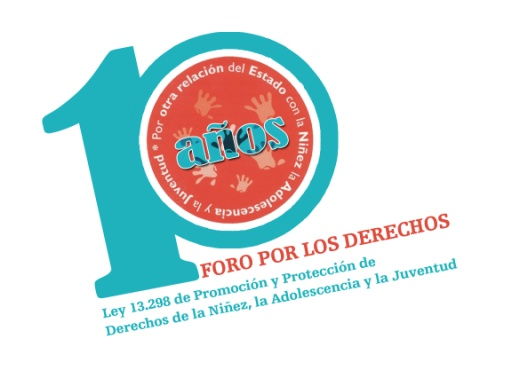 10
Por otra relación del Estado con la Niñez la Adolescencia y la Juventud *
años
FORO POR LOS DERECHOS
Ley 13.298 de Promoción y Protección de
Derechos de la Niñez, la Adolescencia y la Juventud